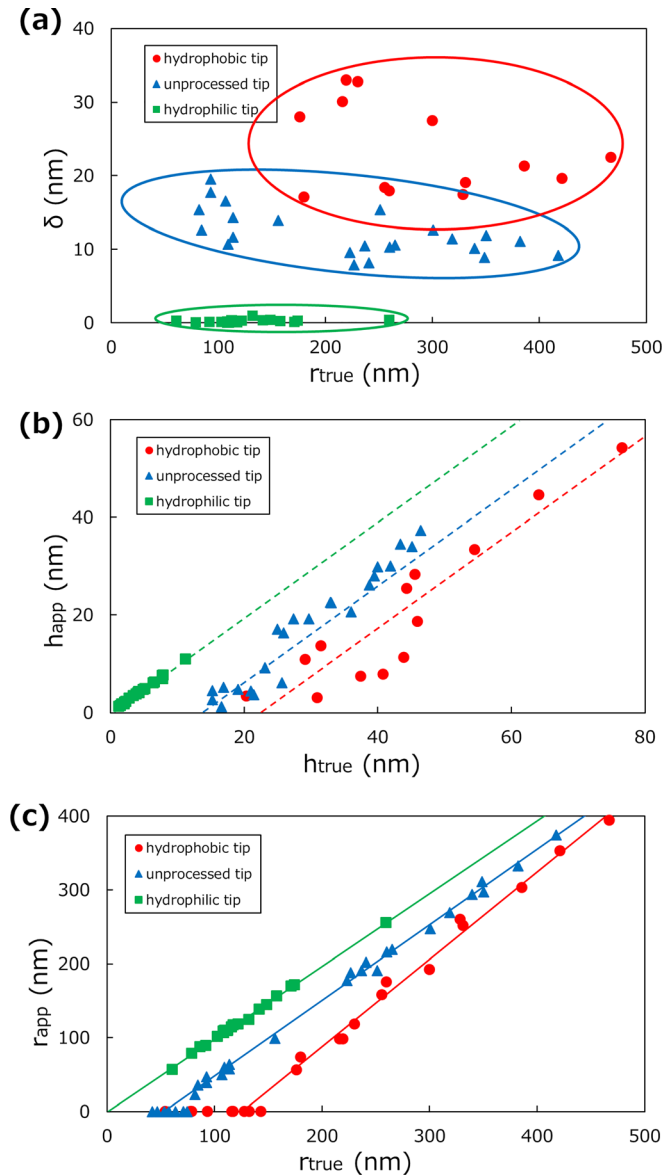 (a)
40
30
20
10
0
δ (nm)
hydrophobic tip
unprocessed tip
hydrophilic tip
0 100 200 300 400 500
rtrue (nm)
(b)
60
40
20
0
happ (nm)
hydrophobic tip
unprocessed tip
hydrophilic tip
0 20 40 60 80
htrue (nm)
(c)
400
300
200
100
0
rapp (nm)
hydrophobic tip
unprocessed tip
hydrophilic tip
0 100 200 300 400 500
rtrue (nm)